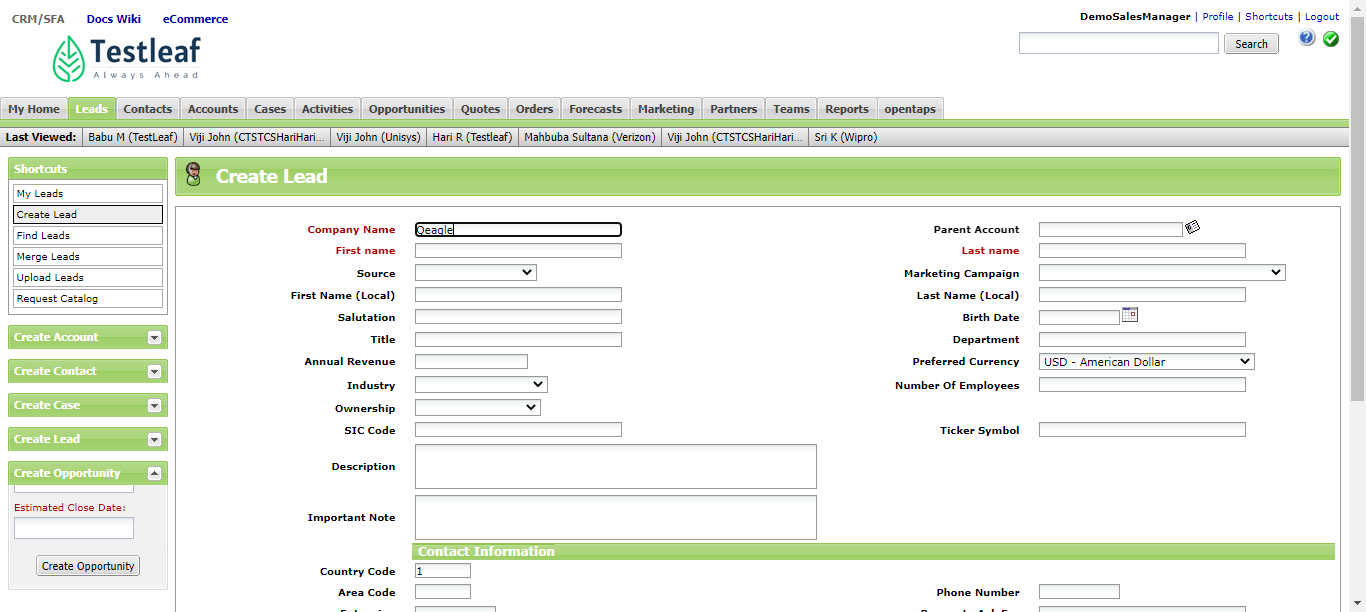 CRM/SFA Docs Wiki eCommerce
DemoSalesManager | Profile | Shortcuts | Logout
Testleaf
Always Ahead
Search
My Home Leads Contacts Accounts Cases Activities Opportunities Quotes Orders Forecasts Marketing Partners Teams Reports opentaps
Last Viewed: Babu M (TestLeaf) Viji John (CTSTCSHariHari... Viji John (Unisys) Hari R (Testleaf) Mahbuba Sultana (Verizon) Viji John (CTSTCSHariHari... Sri K (Wipro)
Shortcuts
My Leads
Create Lead
Find Leads
Merge Leads
Upload Leads
Request Catalog
Create Account
Create Contact
Create Case
Create Lead
Create Opportunity
Estimated Close Date:
Create Opportunity
Create Lead
Company Name Qeagle Parent Account
First name Last name
Source Marketing Campaign
First Name (Local) Last Name (Local)
Salutation Birth Date
Title Department
Annual Revenue Preferred Currency USD - American Dollar
Industry Number Of Employees
Ownership
SIC Code Ticker Symbol
Description
Important Note
Contact Information
Country Code 1
Area Code Phone Number